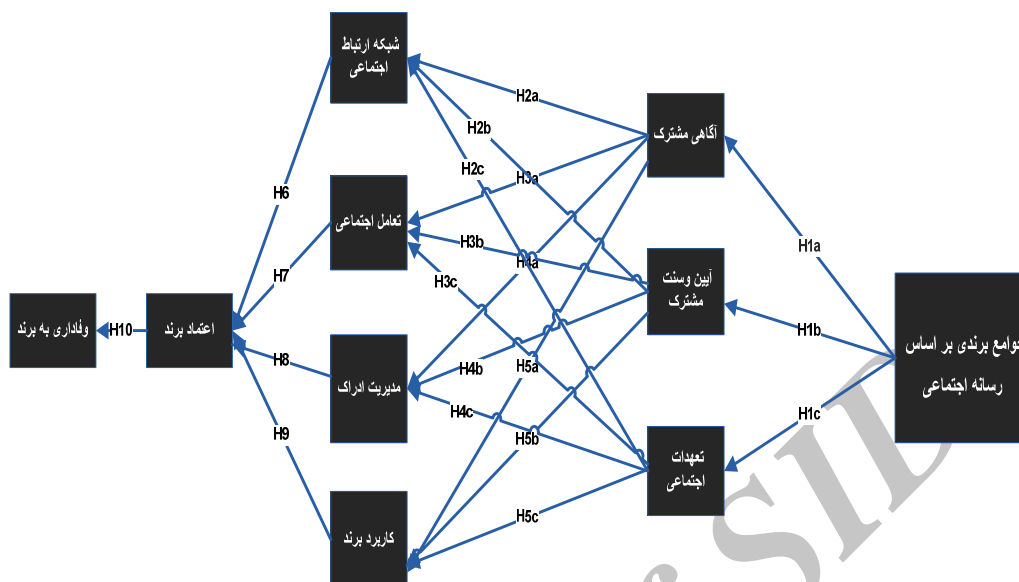 جوامع برندی بر اساس
رسانه اجتماعی
H1a
H1b
H1c
آگاهی مشترک
آیین وسنت
مشترک
تعهدات
اجتماعی
H2a
H2b
H2c
H3a
H3b
H3c
H4a
H4b
H4c
H5a
H5b
H5c
شبکه ارتباط
اجتماعی
تعامل اجتماعی
مدیریت ادراک
کاربرد برند
H6
H7
H8
H9
اعتماد برند
H10
وفاداری به برند
SID